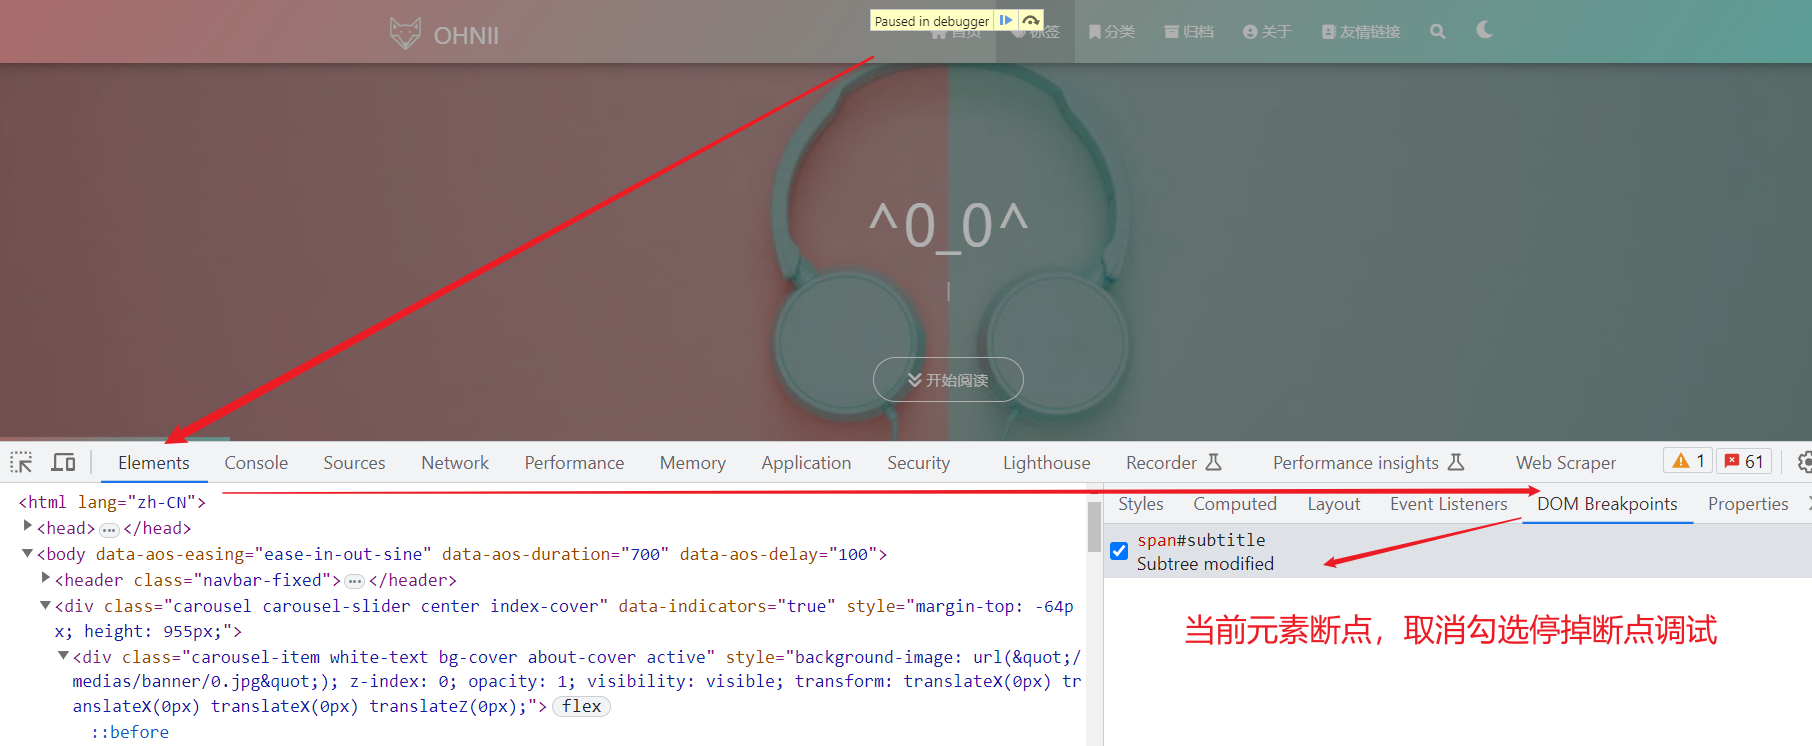 OHNII
Paused in debugger
首页 标签 分类 归档 关于 友情链接
^0_0^
|
开始阅读
Elements Console Sources Network Performance Memory Application Security Lighthouse Recorder Performance insights Web Scraper 1 61
<html lang="zh-CN">
<head> … </head>
<body data-aos-easing="ease-in-out-sine" data-aos-duration="700" data-aos-delay="100">
<header class="navbar-fixed"> … </header>
<div class="carousel carousel-slider center index-cover" data-indicators="true" style="margin-top: -64p
x; height: 955px;">
<div class="carousel-item white-text bg-cover about-cover active" style="background-image: url(&quot;/
medias/banner/0.jpg&quot;); z-index: 0; opacity: 1; visibility: visible; transform: translateX(0px) tr
anslateX(0px) translateX(0px) translateZ(0px);"> flex
::before
Styles Computed Layout Event Listeners DOM Breakpoints Properties
span#subtitle
Subtree modified
当前元素断点，取消勾选停掉断点调试